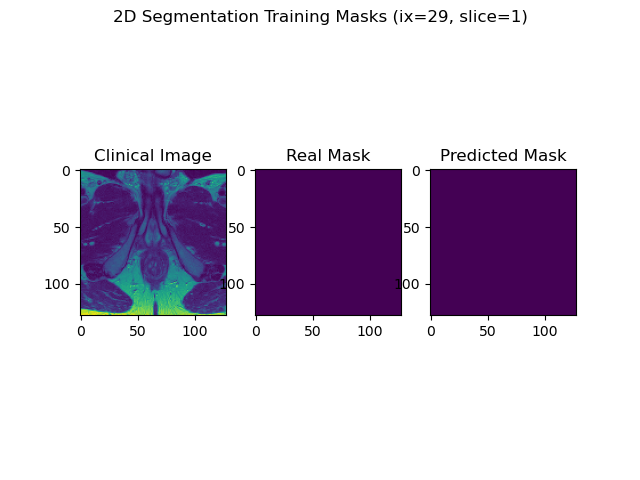 2D Segmentation Training Masks (ix=29, slice=1)
Clinical Image Real Mask Predicted Mask
0 0 0
50 50 50
100 100 100
0 50 100 0 50 100 0 50 100